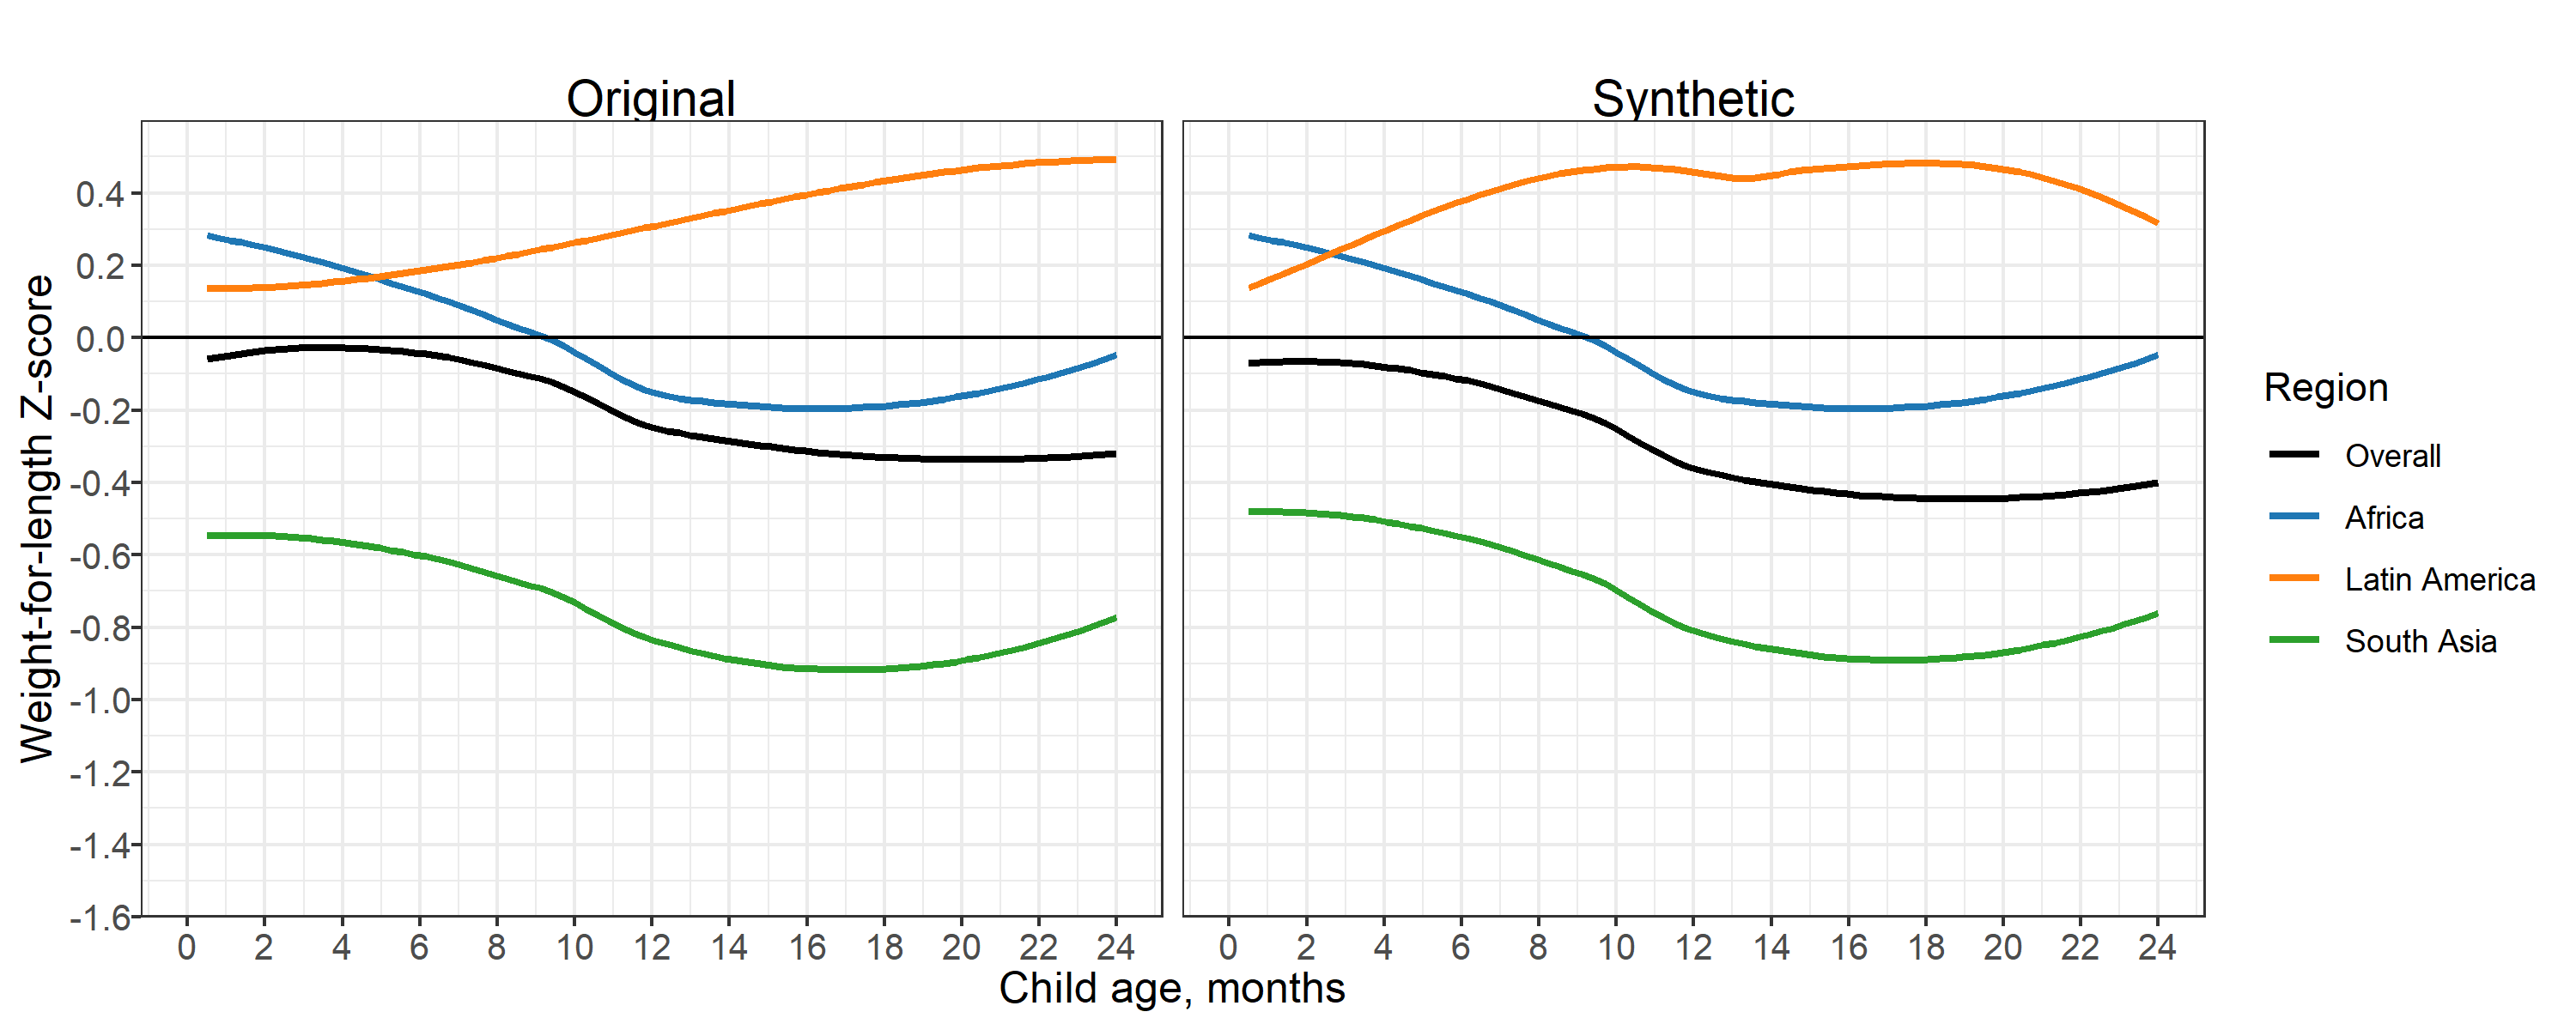 Original
Synthetic
Weight-for-length Z-score
0.4
0.2
0.0
-0.2
-0.4
-0.6
-0.8
-1.0
-1.2
-1.4
-1.6
0 2 4 6 8 10 12 14 16 18 20 22 24
0 2 4 6 8 10 12 14 16 18 20 22 24
Child age, months
Region
Overall
Africa
Latin America
South Asia